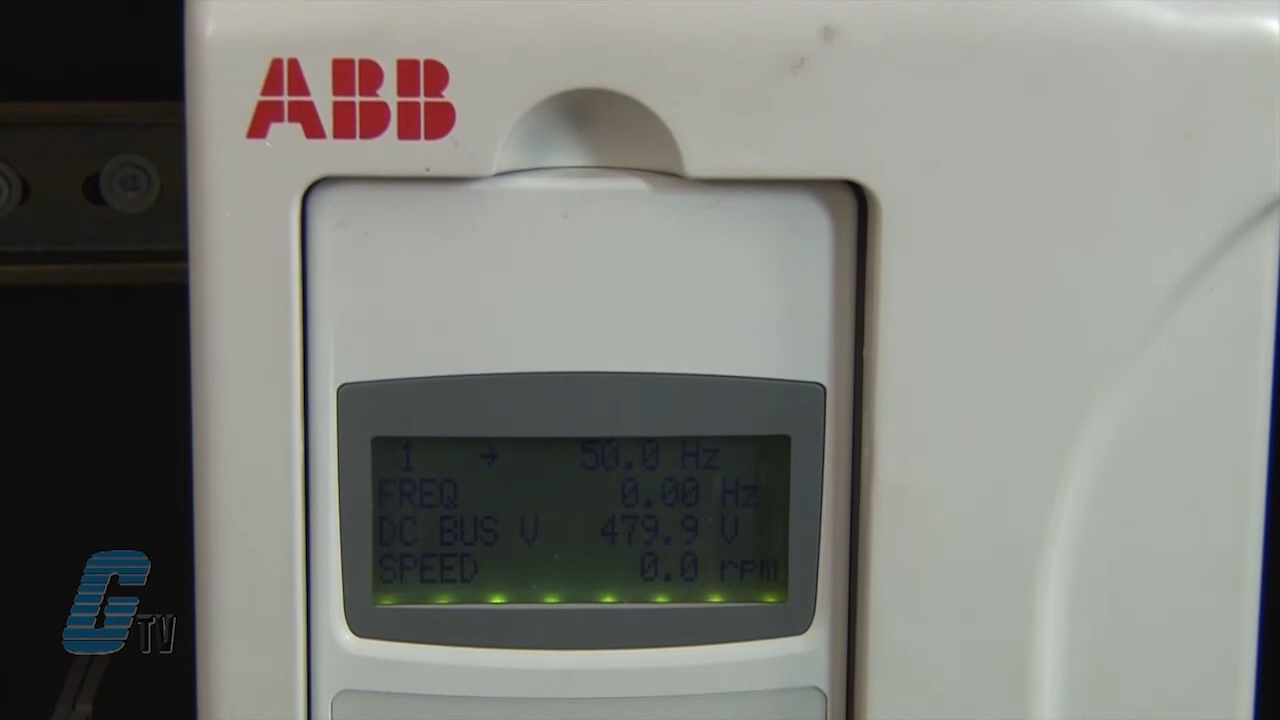 ABB
1 → 50.0 Hz
FREQ 0.00 Hz
DC BUS V 479.9 V
SPEED 0.0 rpm
G TV